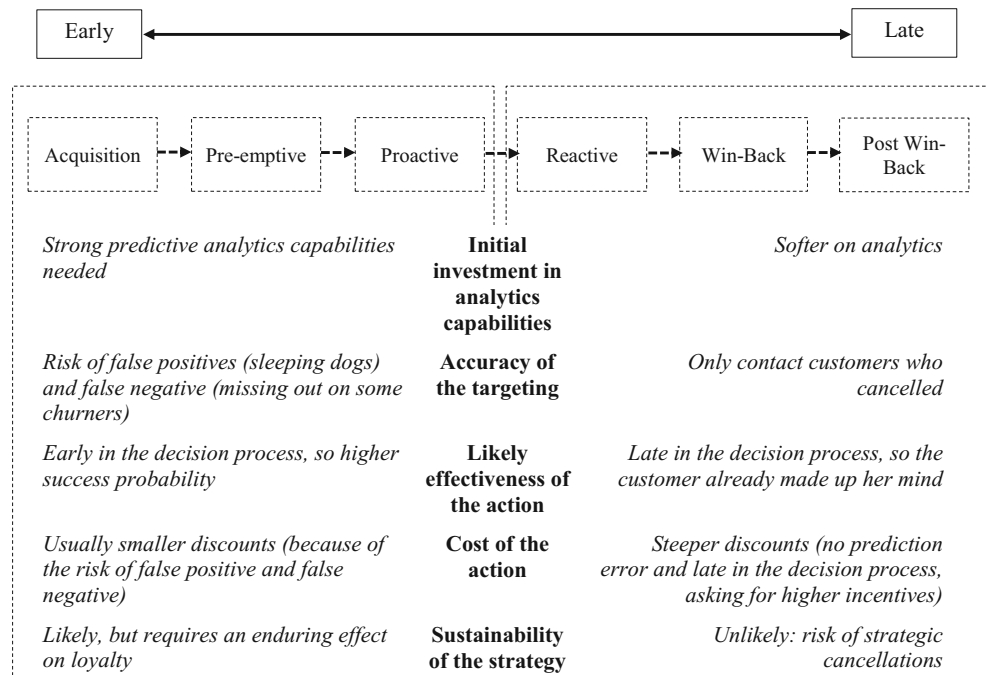 Early
Late
Acquisition
Pre-emptive
Proactive
Reactive
Win-Back
Post Win-
Back
Strong predictive analytics capabilities
needed
Initial
investment in
analytics
capabilities
Softer on analytics
Risk of false positives (sleeping dogs)
and false negative (missing out on some
churners)
Accuracy of
the targeting
Only contact customers who
cancelled
Early in the decision process, so higher
success probability
Likely
effectiveness of
the action
Late in the decision process, so the
customer already made up her mind
Usually smaller discounts (because of
the risk of false positive and false
negative)
Cost of the
action
Steeper discounts (no prediction
error and late in the decision process,
asking for higher incentives)
Likely, but requires an enduring effect
on loyalty
Sustainability
of the strategy
Unlikely: risk of strategic
cancellations